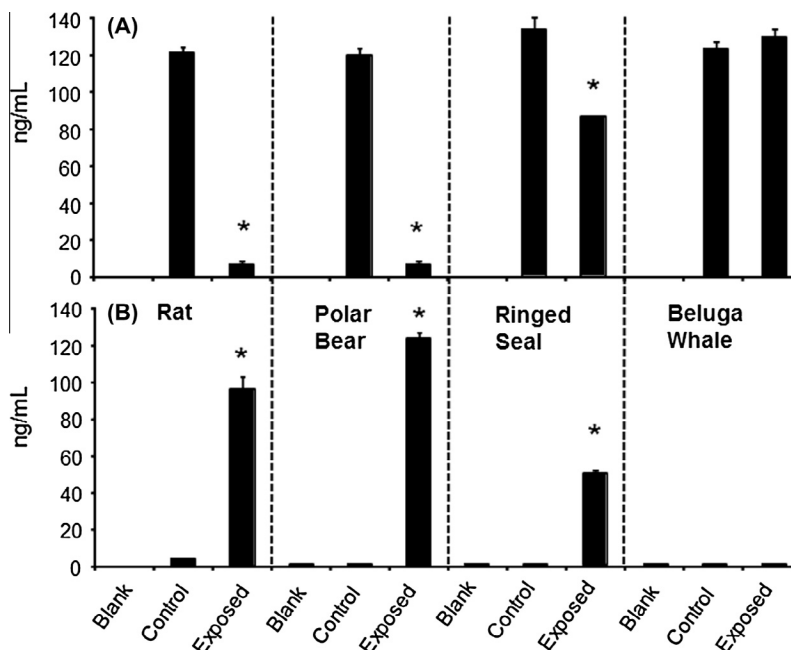 (A)
ng/mL
140
120
100
80
60
40
20
0
*
*
*
(B)
ng/mL
140
120
100
80
60
40
20
0
Rat
Polar
Bear
Ringed
Seal
Beluga
Whale
*
*
*
Blank
Control
Exposed
Blank
Control
Exposed
Blank
Control
Exposed
Blank
Control
Exposed